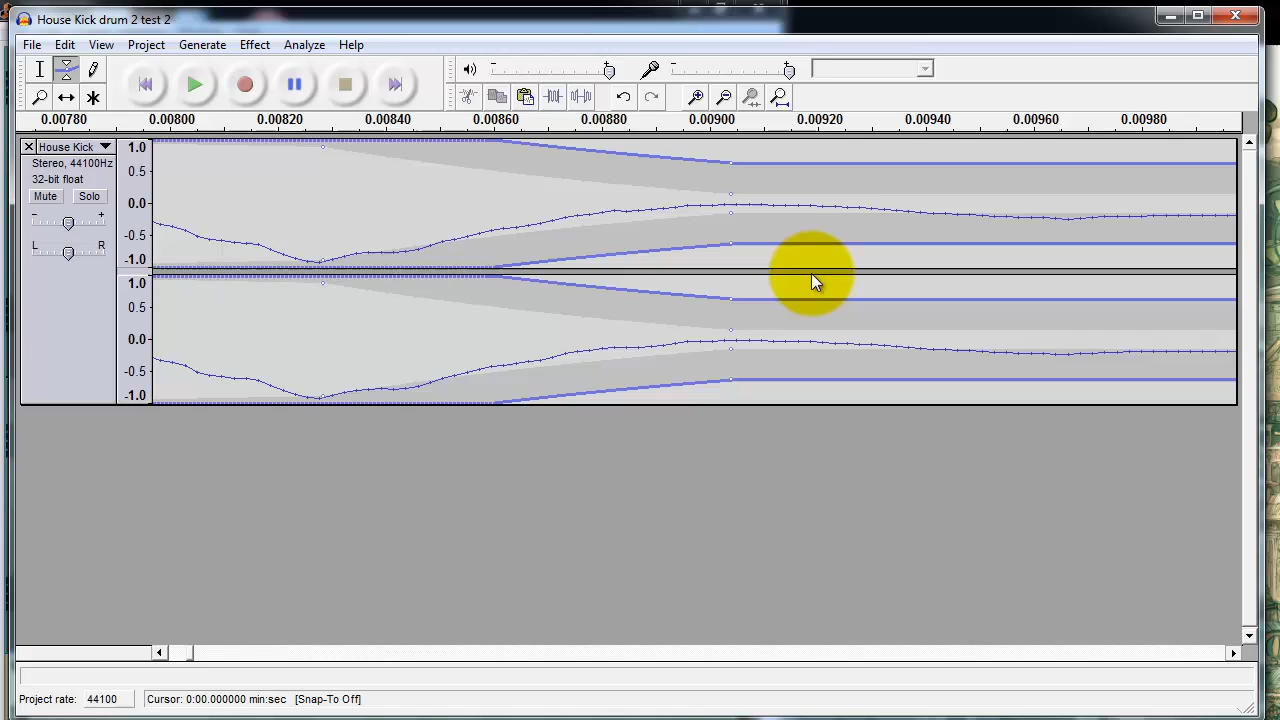 House Kick drum 2 test 2
File Edit View Project Generate Effect Analyze Help
0.00780 0.00800 0.00820 0.00840 0.00860 0.00880 0.00900 0.00920 0.00940 0.00960 0.00980
House Kick
Stereo, 44100Hz
32-bit float
Mute Solo
- +
L R
1.0
0.5
0.0
-0.5
-1.0
1.0
0.5
0.0
-0.5
-1.0
Project rate: 44100 Cursor: 0:00.000000 min:sec [Snap-To Off]